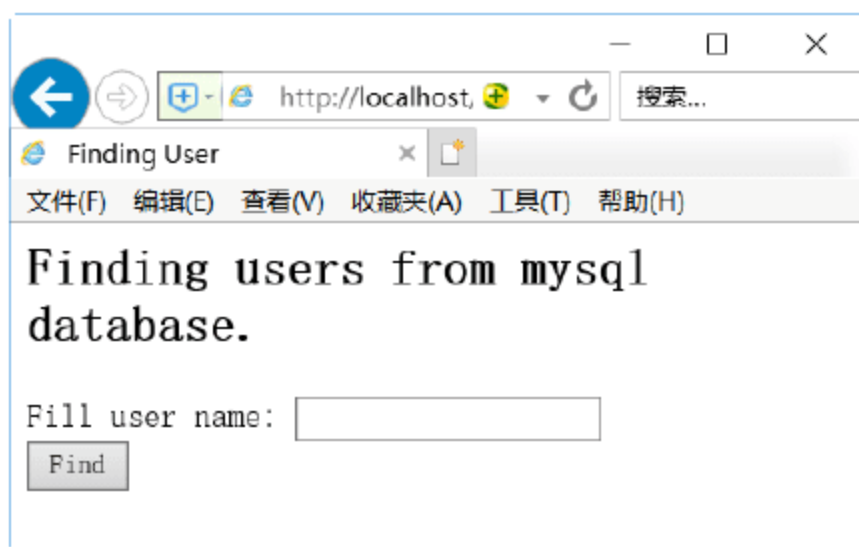 http://localhost,
搜索...
Finding User
文件(F) 编辑(E) 查看(V) 收藏夹(A) 工具(T) 帮助(H)
Finding users from mysql
database.
Fill user name:
Find